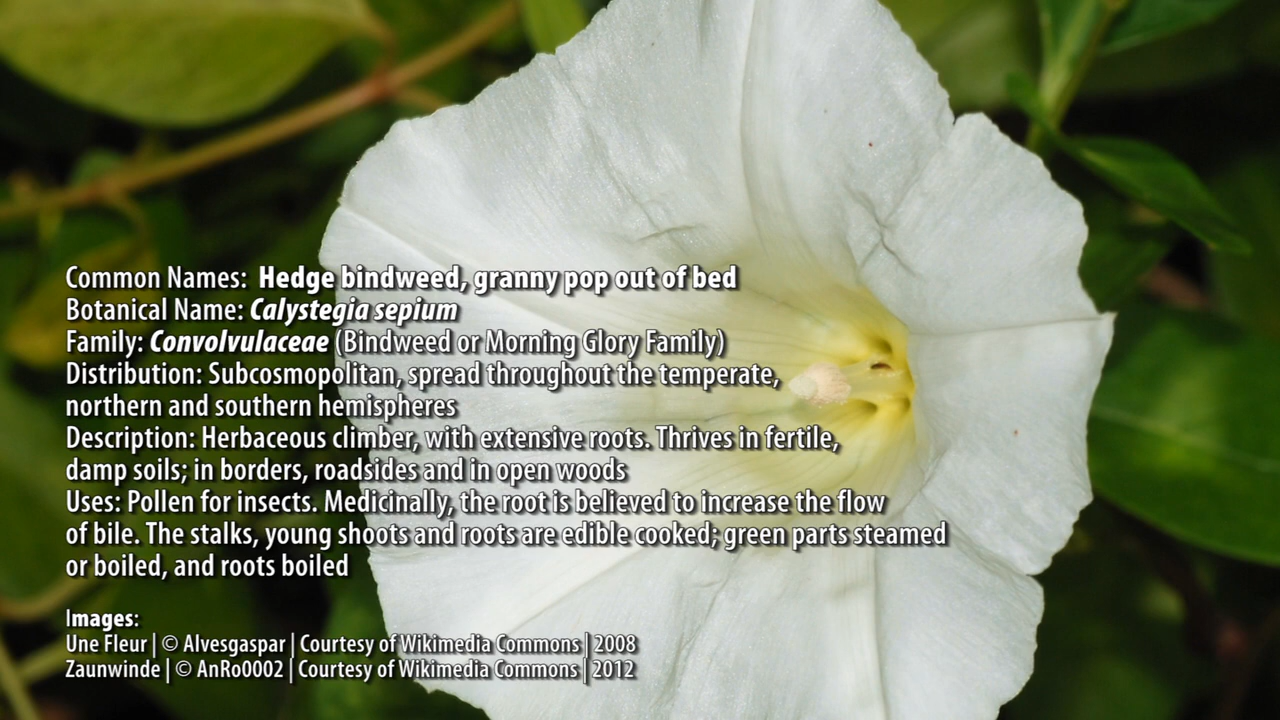 Common Names: Hedge bindweed, granny pop out of bed
Botanical Name: Calystegia sepium
Family: Convolvulaceae (Bindweed or Morning Glory Family)
Distribution: Subcosmopolitan, spread throughout the temperate,
northern and southern hemispheres
Description: Herbaceous climber, with extensive roots. Thrives in fertile,
damp soils; in borders, roadsides and in open woods
Uses: Pollen for insects. Medicinally, the root is believed to increase the flow
of bile. The stalks, young shoots and roots are edible cooked; green parts steamed
or boiled, and roots boiled
Images:
Une Fleur | © Alvesgaspar | Courtesy of Wikimedia Commons | 2008
Zaunwinde | © AnRo0002 | Courtesy of Wikimedia Commons | 2012